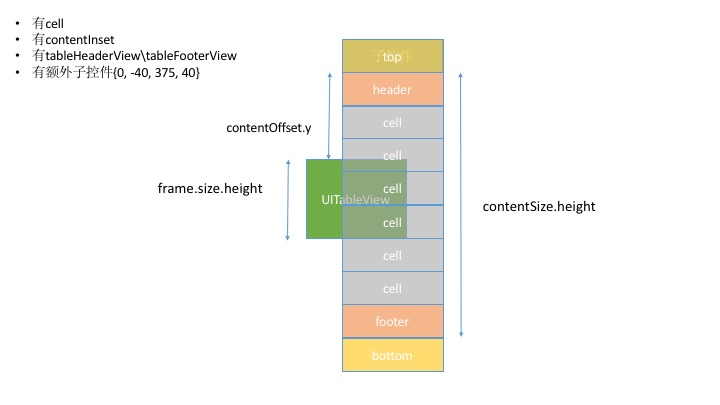 • 有cell
• 有contentInset
• 有tableHeaderView\tableFooterView
• 有额外子控件{0, -40, 375, 40}
子控件
top
header
contentOffset.y
cell
cell
frame.size.height
cell
UITableView
contentSize.height
cell
cell
cell
footer
bottom